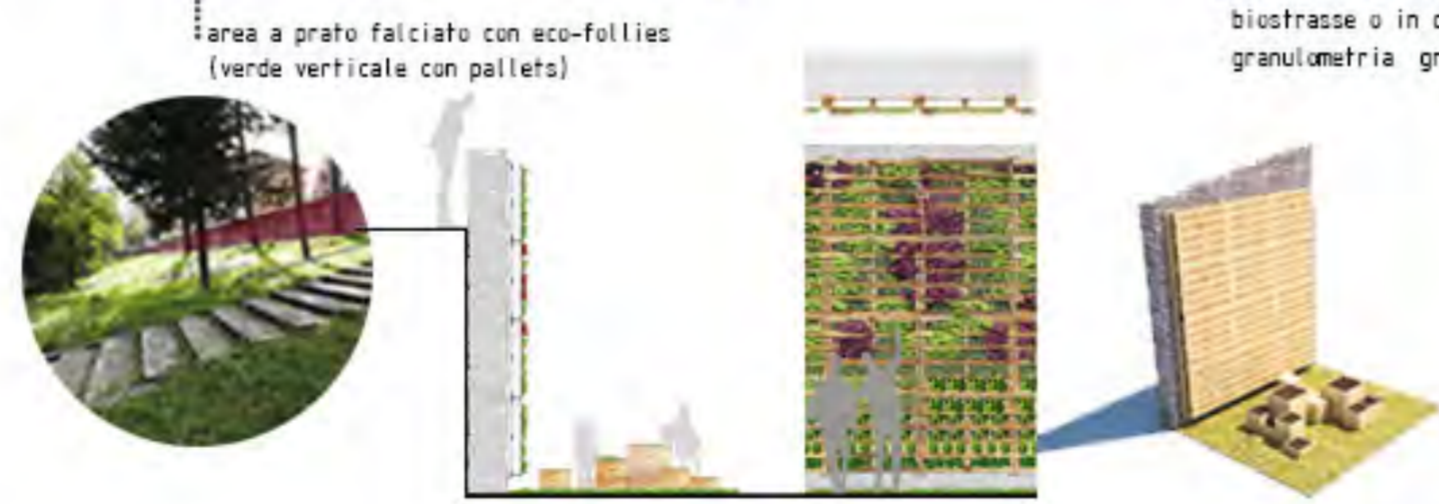 area a prato falciato con eco-follies
(verde verticale con pallets)
biostrasse o in
granulometria